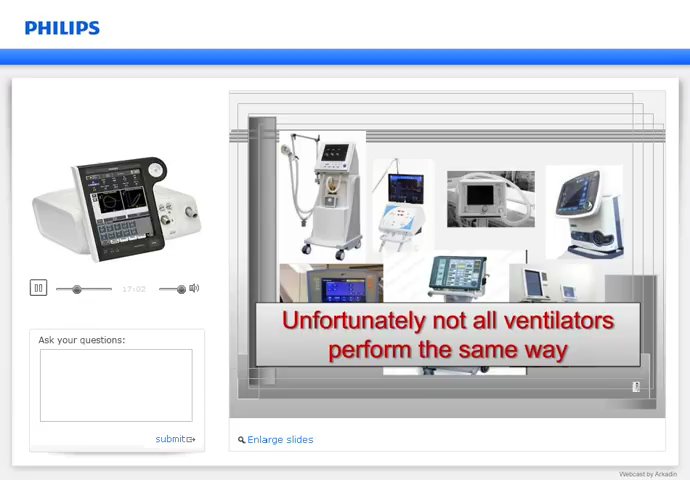 PHILIPS
17:02
Ask your questions:
submit
Unfortunately not all ventilators
perform the same way
Enlarge slides
Webcast by Arkadin